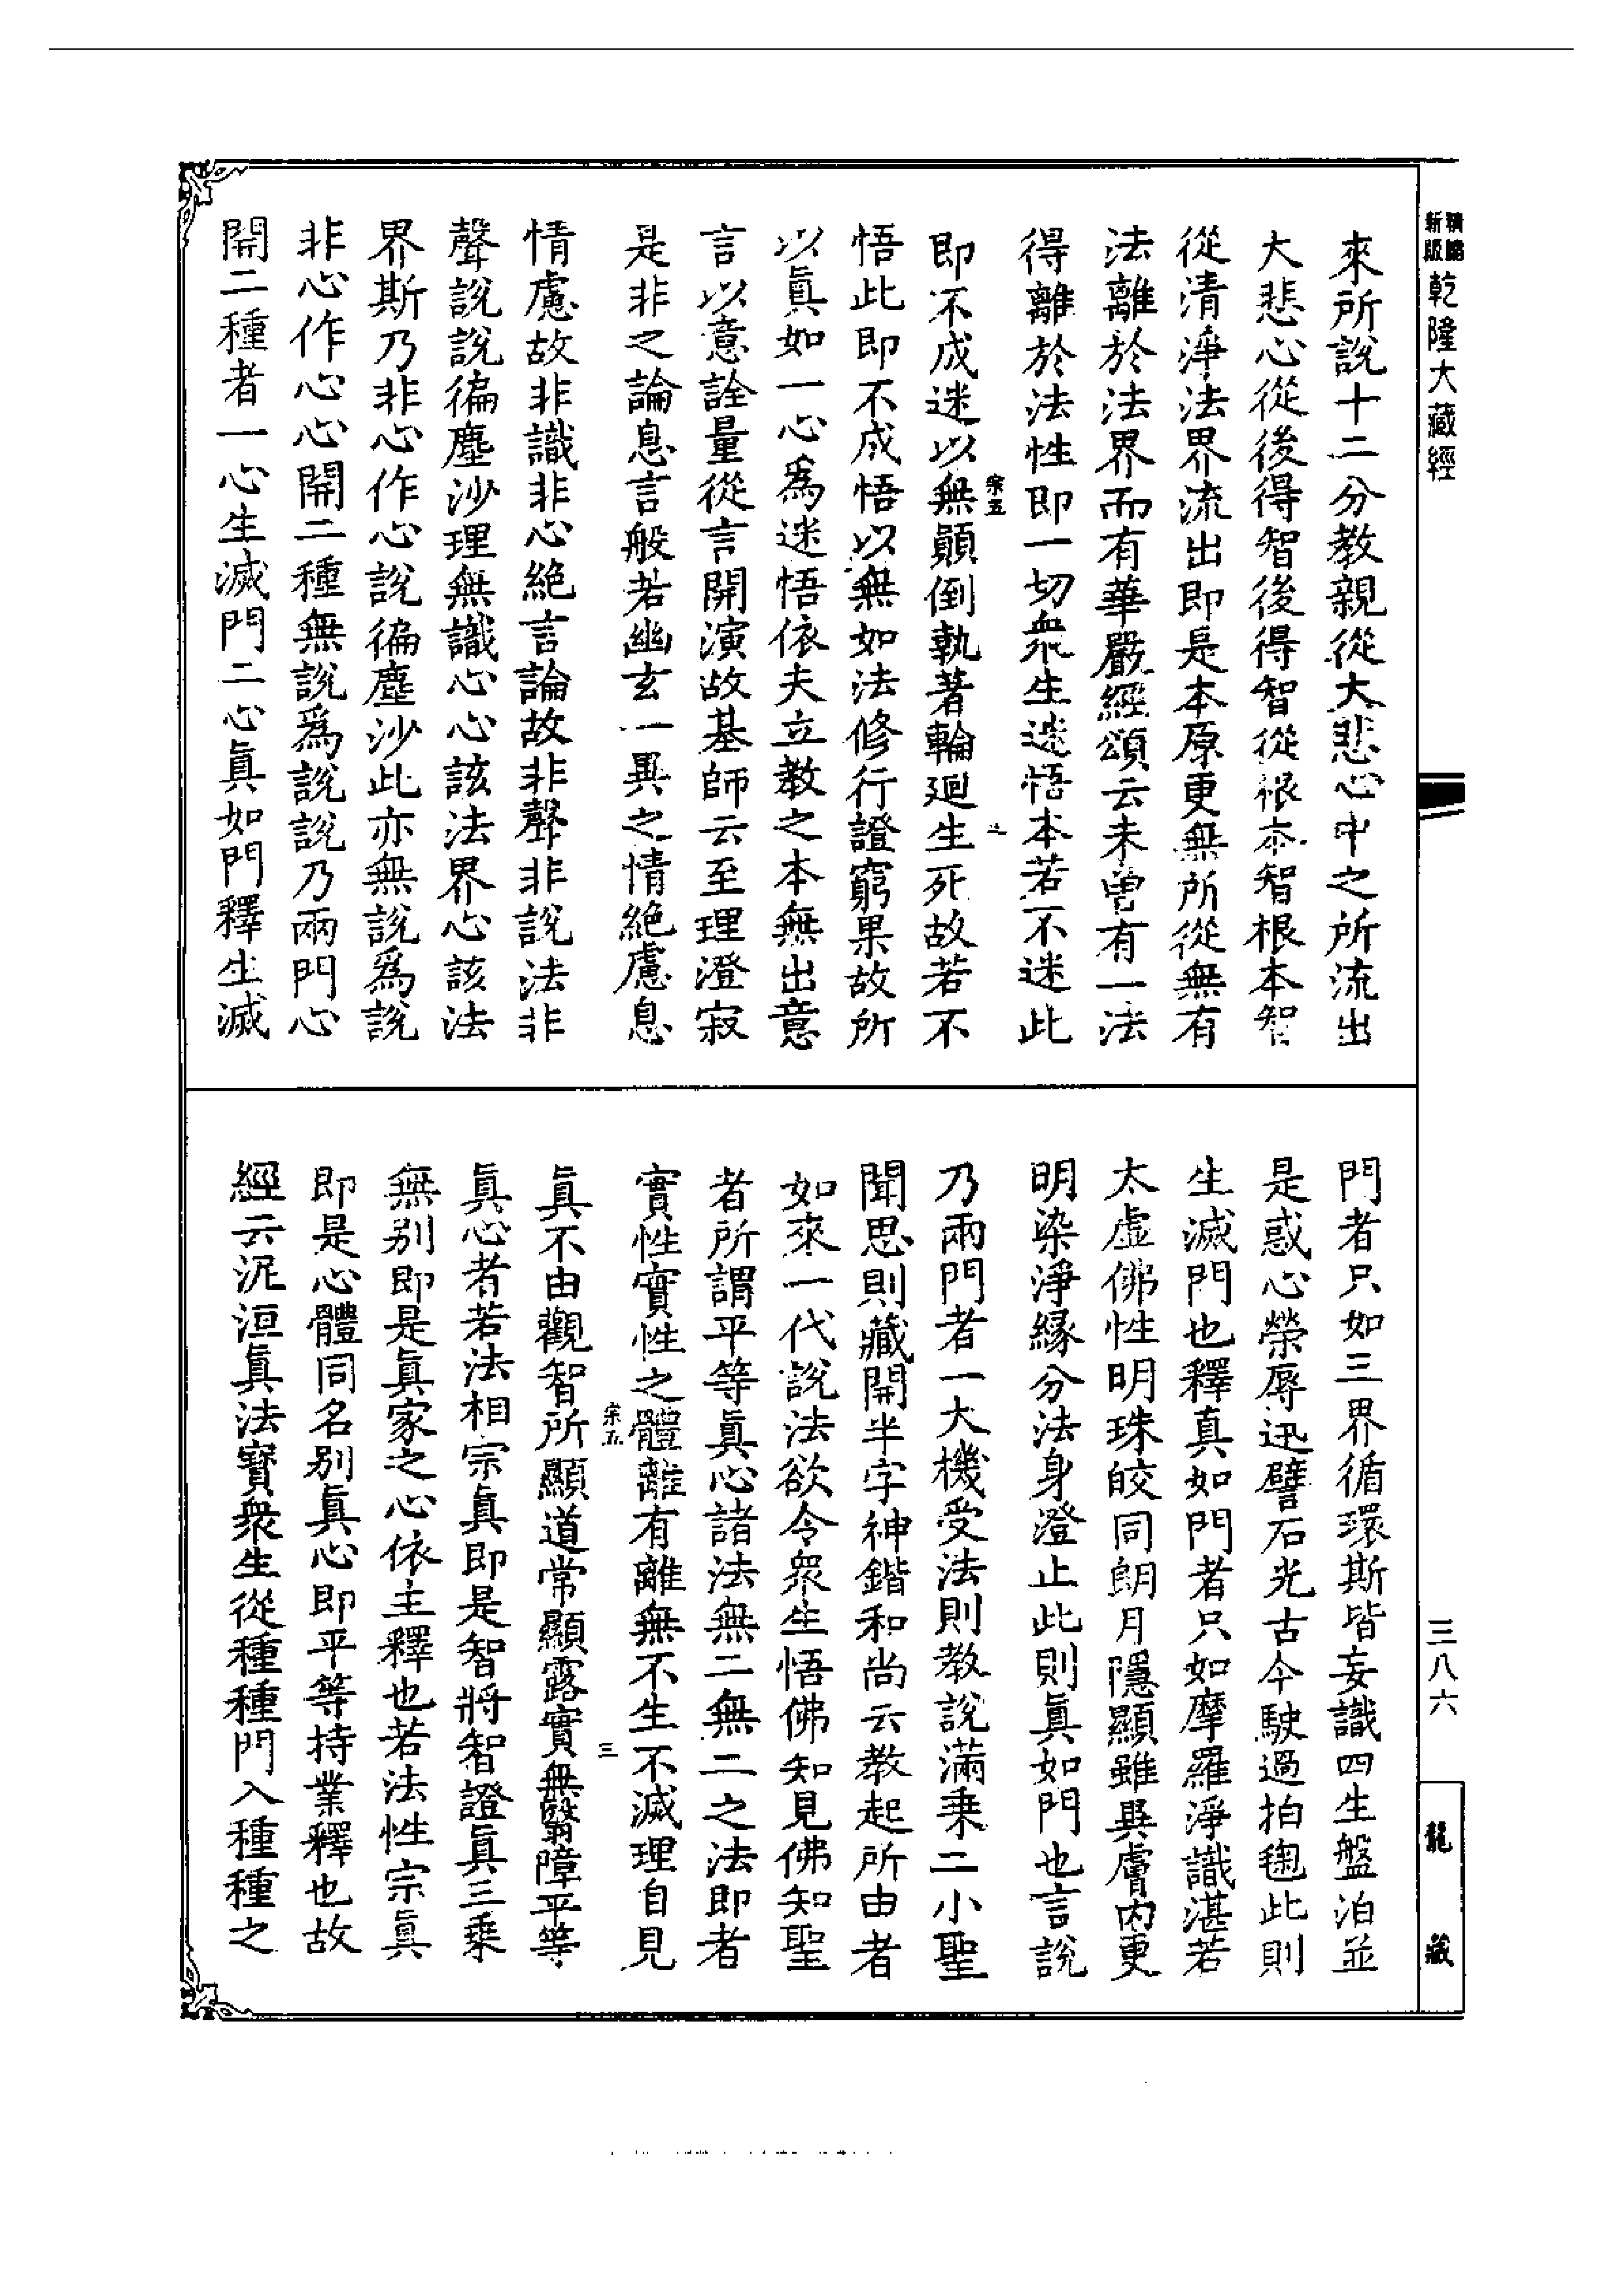 新版
乾隆大藏經
來所說十二分教親從大悲心中之所流出
大悲心從後得智後得智從根本智根本智
從清淨法界流出即是本原更無所從無有
法離於法界而有華嚴經頌云未曾有一法
得離於法性即一切衆生迷悟本若不迷此
宗五
即不成迷以無顛倒執著輪廻生死故若不
悟此即不成悟以無如法修行證窮果故所
以眞如一心爲迷悟依夫立教之本無出意
言以意詮量從言開演故基師云至理澄寂
是非之論息言般若幽玄一異之情絕慮息
情慮故非識非心絕言論故非聲非說法非
聲說說徧塵沙理無識心心該法界心該法
界斯乃非心作心說徧塵沙此亦無說爲說
非心作心心開二種無說爲說說乃兩門心
開二種者一心生滅門二心眞如門釋生滅
門者只如三界循環斯皆妄識四生盤泊並
是惑心榮辱迅譬石光古今駛過拍毱此則
生滅門也釋真如門者只如摩羅淨識湛若
太虛佛性明珠皎同朗月隱顯雖異膚內更
明染淨緣分法身澄止此則眞如門也言說
乃兩門者一大機受法則教說滿乗二小聖
聞思則藏開半字神鍇和尚云教起所由者
如來一代說法欲令衆生悟佛知見佛知聖
者所謂平等眞心諸法無二無二之法即者
實性實性之體離有離無不生不滅理自見
宗五
三
眞不由觀智所顯道常顯露實無翳障平等
眞心者若法相宗眞即是智將智證眞三乗
無别即是眞家之心依主釋也若法性宗眞
即是心體同名别眞心即平等持業釋也故
經云泥洹眞法寳衆生從種種門入種種之
三八六
龍藏